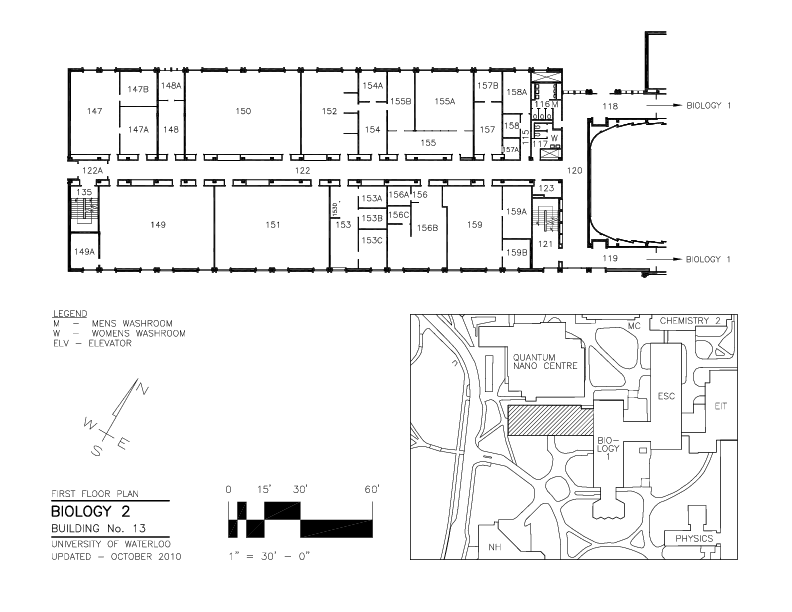 147
147B
147A
148A
148
150
152
154A
154
155B
155A
155
157B
157
158A
158
157A
115
116 M
117
W
118
BIOLOGY 1
122A
122
120
135
149A
149
151
153D
153
153A
153B
153C
156A
156
156C
156B
159
159A
159B
123
121
119
BIOLOGY 1
LEGEND
M – MENS WASHROOM
W – WOMENS WASHROOM
ELV – ELEVATOR
N
W
E
S
FIRST FLOOR PLAN
BIOLOGY 2
BUILDING No. 13
UNIVERSITY OF WATERLOO
UPDATED – OCTOBER 2010
0 15' 30' 60'
1" = 30' – 0"
MC
CHEMISTRY 2
QUANTUM
NANO CENTRE
ESC
EIT
BIO-
LOGY
1
NH
PHYSICS